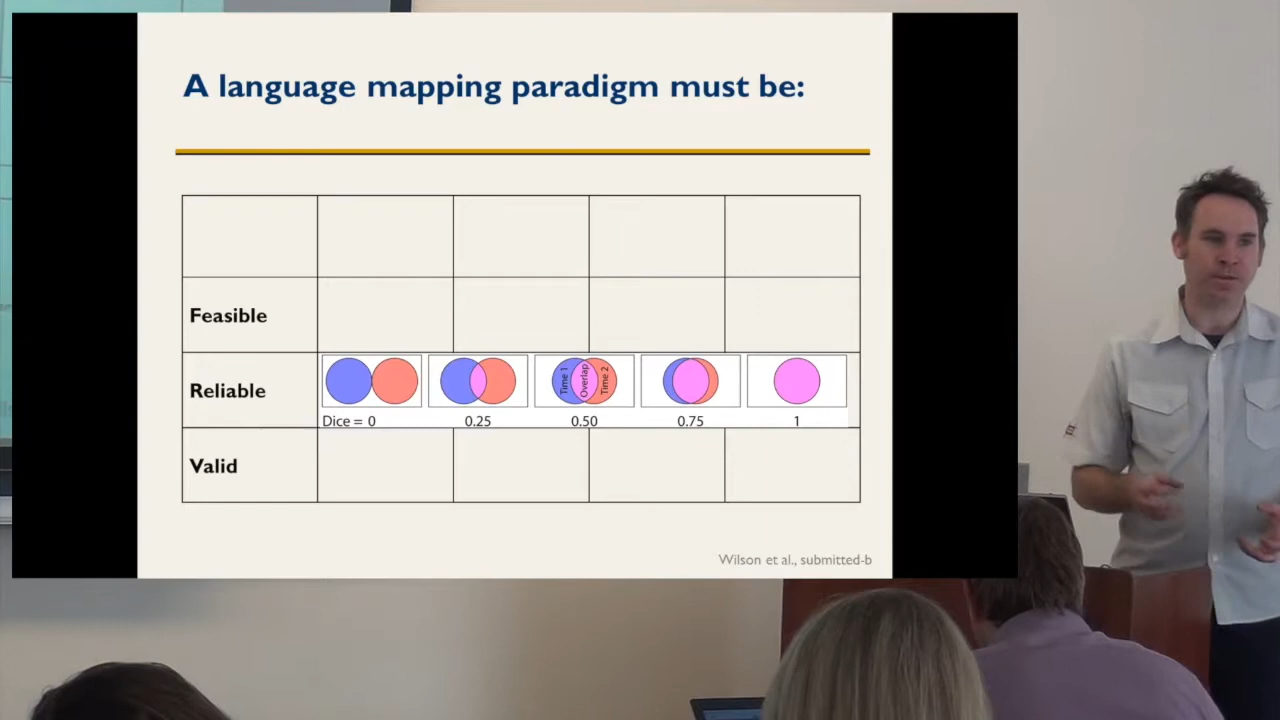 A language mapping paradigm must be:
Feasible
Reliable
Time 1
Overlap
Time 2
Dice = 0
0.25
0.50
0.75
1
Valid
Wilson et al., submitted-b